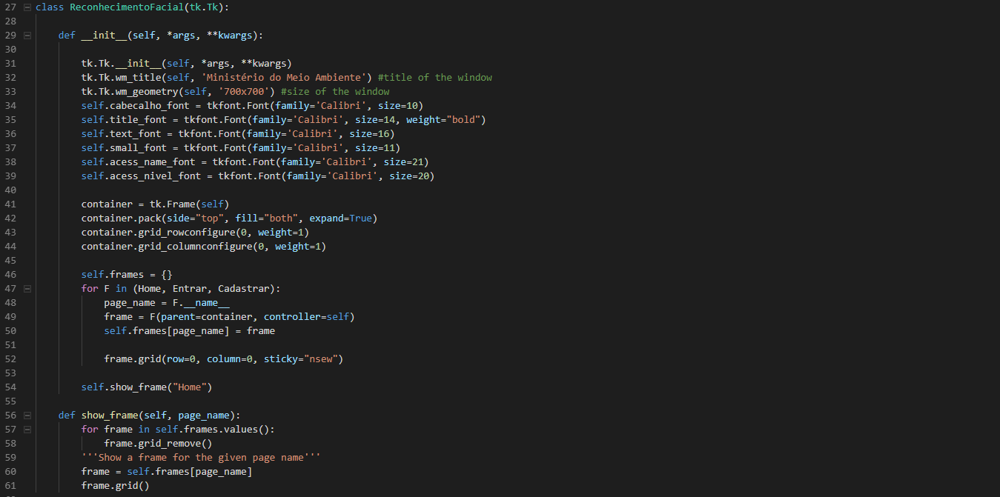 27 class ReconhecimentoFacial(tk.Tk):
28
29     def __init__(self, *args, **kwargs):
30
31         tk.Tk.__init__(self, *args, **kwargs)
32         tk.Tk.wm_title(self, 'Ministério do Meio Ambiente') #title of the window
33         tk.Tk.wm_geometry(self, '700x700') #size of the window
34         self.cabecalho_font = tkfont.Font(family='Calibri', size=10)
35         self.title_font = tkfont.Font(family='Calibri', size=14, weight="bold")
36         self.text_font = tkfont.Font(family='Calibri', size=16)
37         self.small_font = tkfont.Font(family='Calibri', size=11)
38         self.acess_name_font = tkfont.Font(family='Calibri', size=21)
39         self.acess_nivel_font = tkfont.Font(family='Calibri', size=20)
40
41         container = tk.Frame(self)
42         container.pack(side="top", fill="both", expand=True)
43         container.grid_rowconfigure(0, weight=1)
44         container.grid_columnconfigure(0, weight=1)
45
46         self.frames = {}
47         for F in (Home, Entrar, Cadastrar):
48             page_name = F.__name__
49             frame = F(parent=container, controller=self)
50             self.frames[page_name] = frame
51
52             frame.grid(row=0, column=0, sticky="nsew")
53
54         self.show_frame("Home")
55
56     def show_frame(self, page_name):
57         for frame in self.frames.values():
58             frame.grid_remove()
59         '''Show a frame for the given page name'''
60         frame = self.frames[page_name]
61         frame.grid()